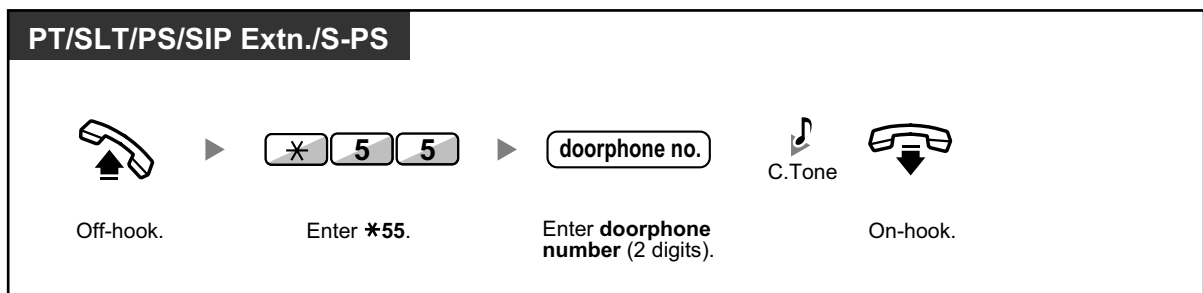 PT/SLT/PS/SIP Extn./S-PS
* 5 5
doorphone no.
C.Tone
Off-hook.
Enter *55.
Enter doorphone
number (2 digits).
On-hook.